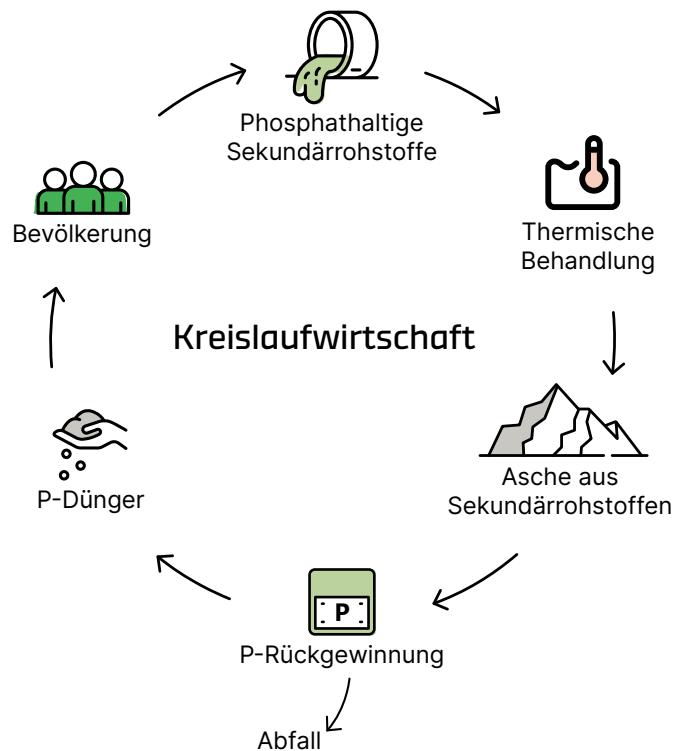 Phosphathaltige
Sekundärrohstoffe
Bevölkerung
Thermische
Behandlung
Kreislaufwirtschaft
Asche aus
Sekundärrohstoffen
P-Dünger
P
P-Rückgewinnung
Abfall